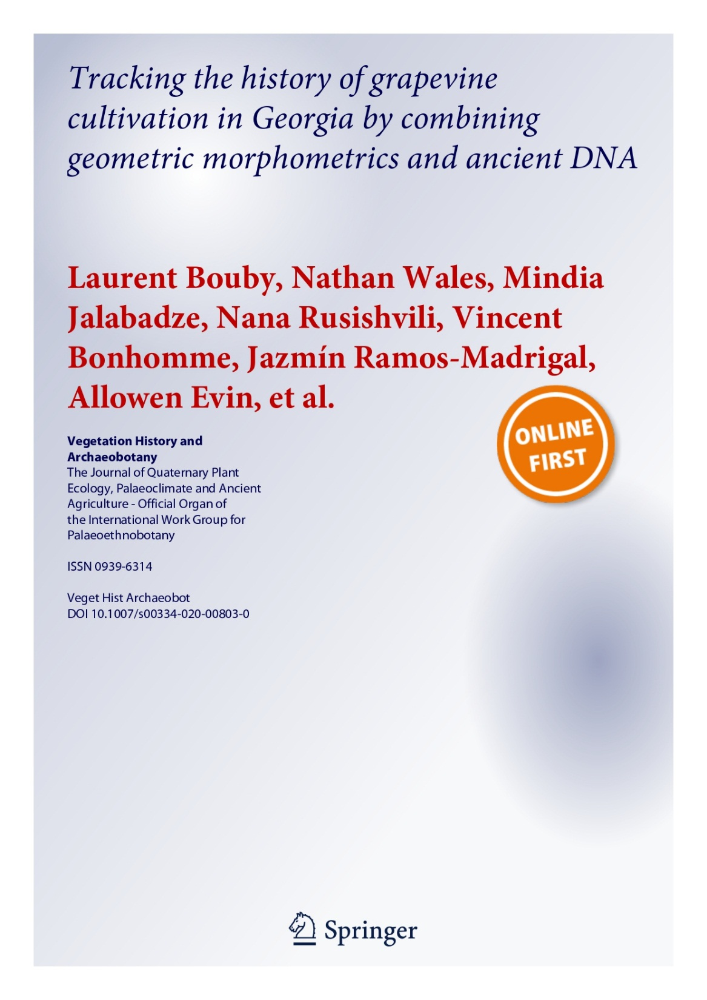 Tracking the history of grapevine
cultivation in Georgia by combining
geometric morphometrics and ancient DNA
Laurent Bouby, Nathan Wales, Mindia
Jalabadze, Nana Rusishvili, Vincent
Bonhomme, Jazmín Ramos-Madrigal,
Allowen Evin, et al.
Vegetation History and
Archaeobotany
The Journal of Quaternary Plant
Ecology, Palaeoclimate and Ancient
Agriculture - Official Organ of
the International Work Group for
Palaeoethnobotany
ISSN 0939-6314
Veget Hist Archaeobot
DOI 10.1007/s00334-020-00803-0
ONLINE
FIRST
Springer